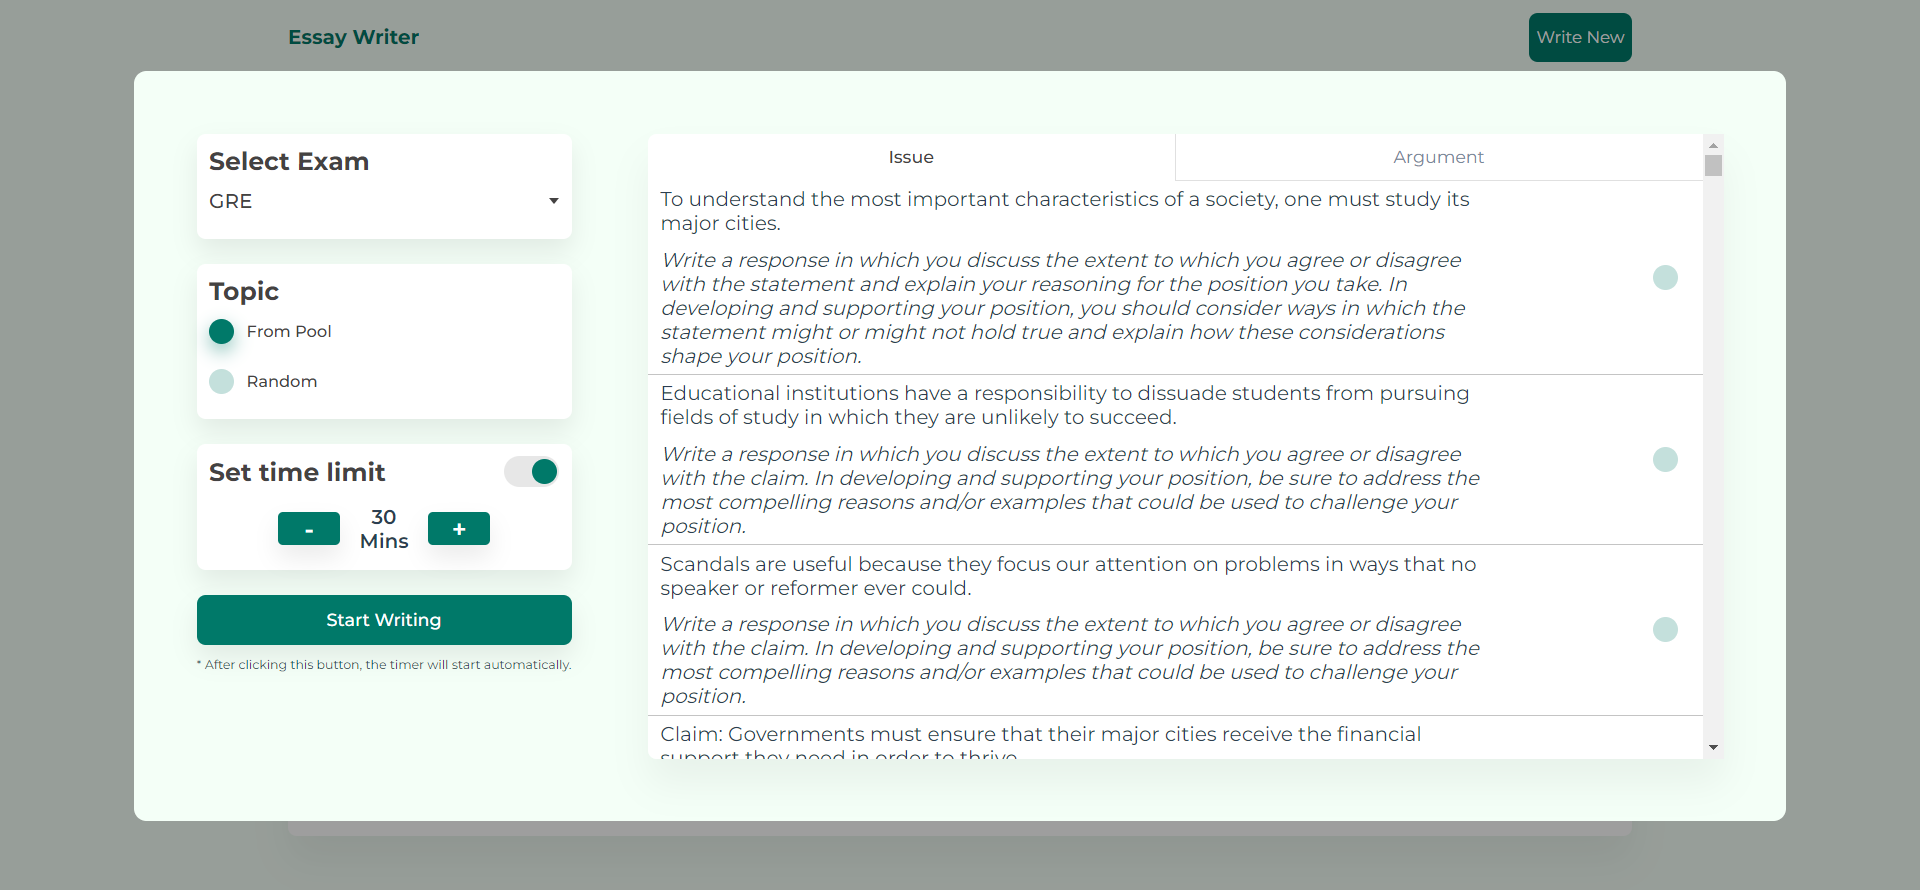 Essay Writer
Write New
Select Exam
GRE
Topic
From Pool
Random
Set time limit
-
30
Mins
+
Start Writing
* After clicking this button, the timer will start automatically.
Issue
Argument
To understand the most important characteristics of a society, one must study its
major cities.
Write a response in which you discuss the extent to which you agree or disagree
with the statement and explain your reasoning for the position you take. In
developing and supporting your position, you should consider ways in which the
statement might or might not hold true and explain how these considerations
shape your position.
Educational institutions have a responsibility to dissuade students from pursuing
fields of study in which they are unlikely to succeed.
Write a response in which you discuss the extent to which you agree or disagree
with the claim. In developing and supporting your position, be sure to address the
most compelling reasons and/or examples that could be used to challenge your
position.
Scandals are useful because they focus our attention on problems in ways that no
speaker or reformer ever could.
Write a response in which you discuss the extent to which you agree or disagree
with the claim. In developing and supporting your position, be sure to address the
most compelling reasons and/or examples that could be used to challenge your
position.
Claim: Governments must ensure that their major cities receive the financial
support they need in order to thrive